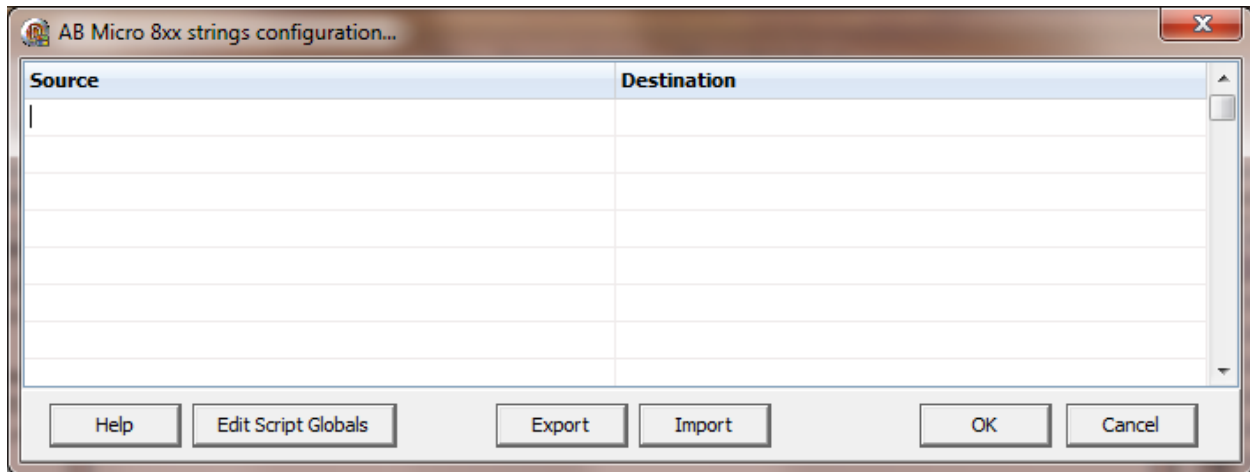 AB Micro 8xx strings configuration...
Source Destination
Help Edit Script Globals Export Import OK Cancel